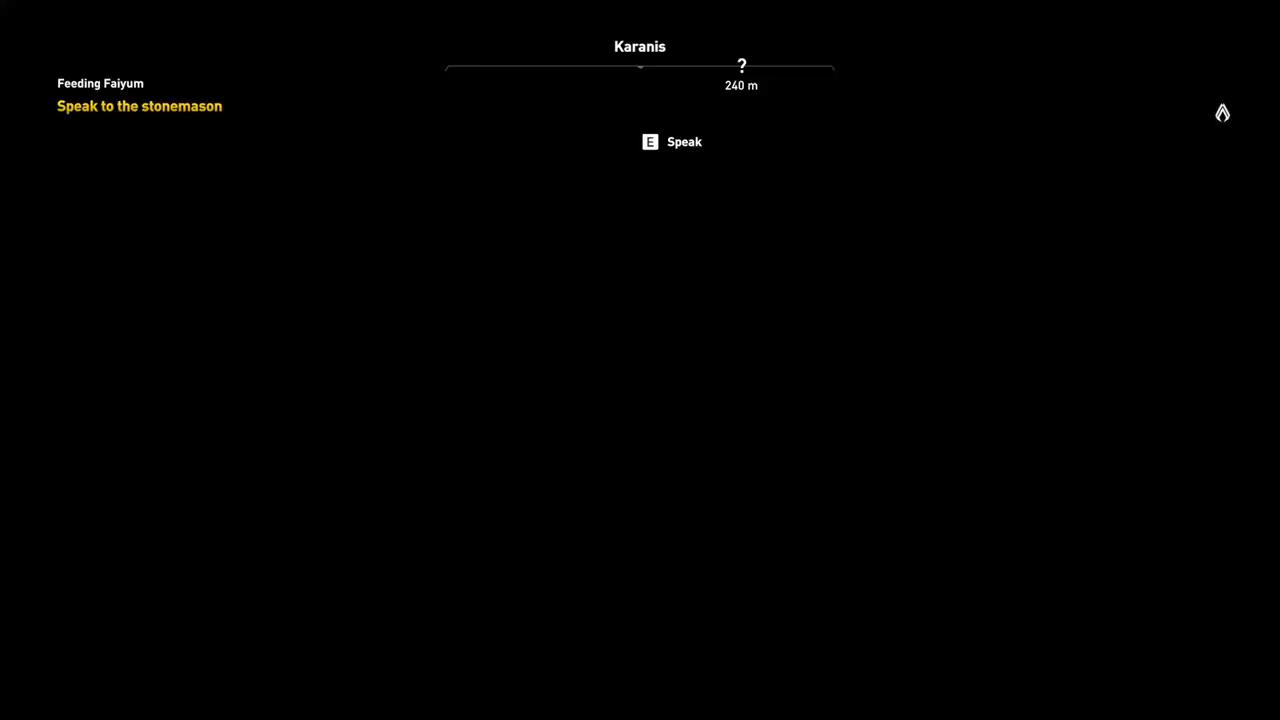 Karanis
?
240 m
Feeding Faiyum
Speak to the stonemason
E Speak